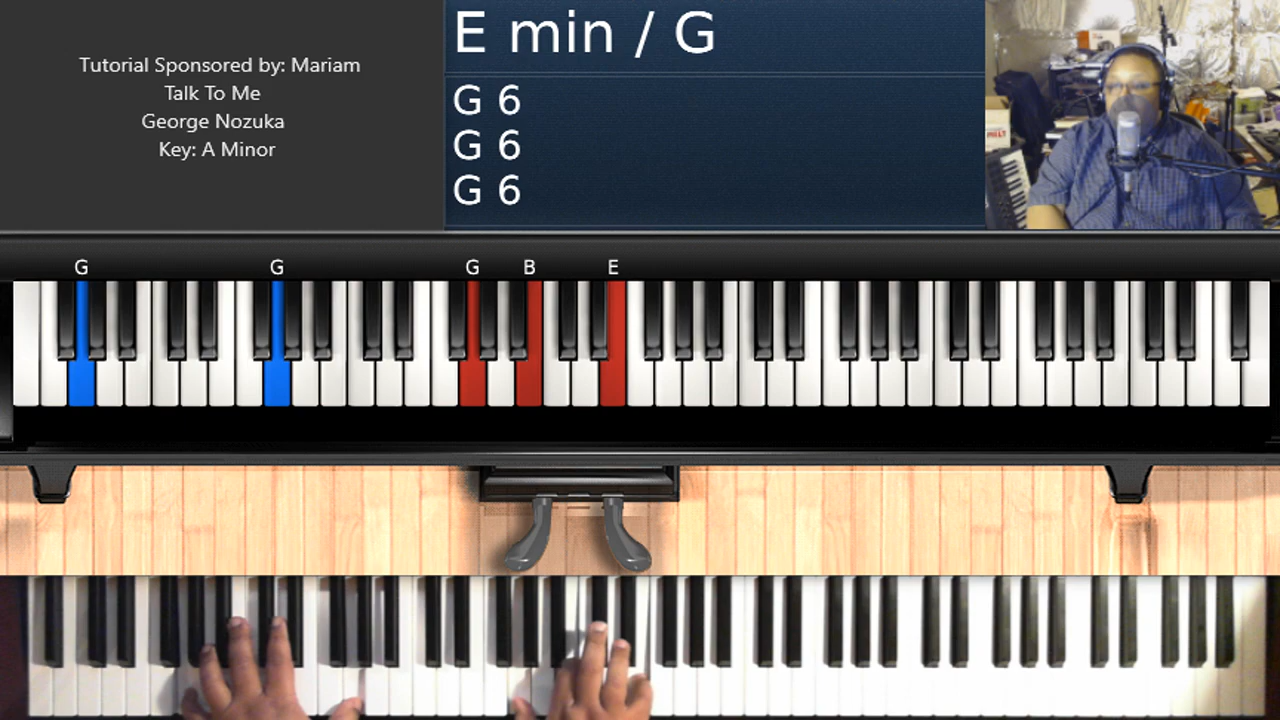 Tutorial Sponsored by: Mariam
Talk To Me
George Nozuka
Key: A Minor
E min / G
G 6
G 6
G 6
G G G B E